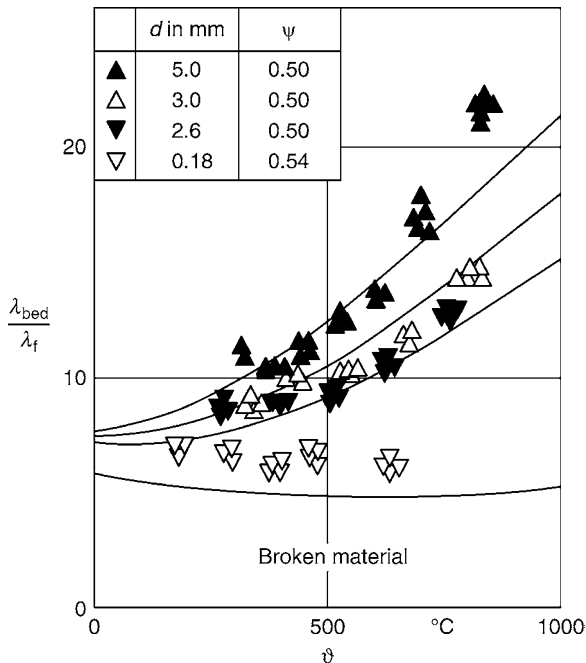 d in mm ψ
5.0 0.50
3.0 0.50
2.6 0.50
0.18 0.54
20
λbed
λf
10
Broken material
0
0 500 °C 1000
ϑ